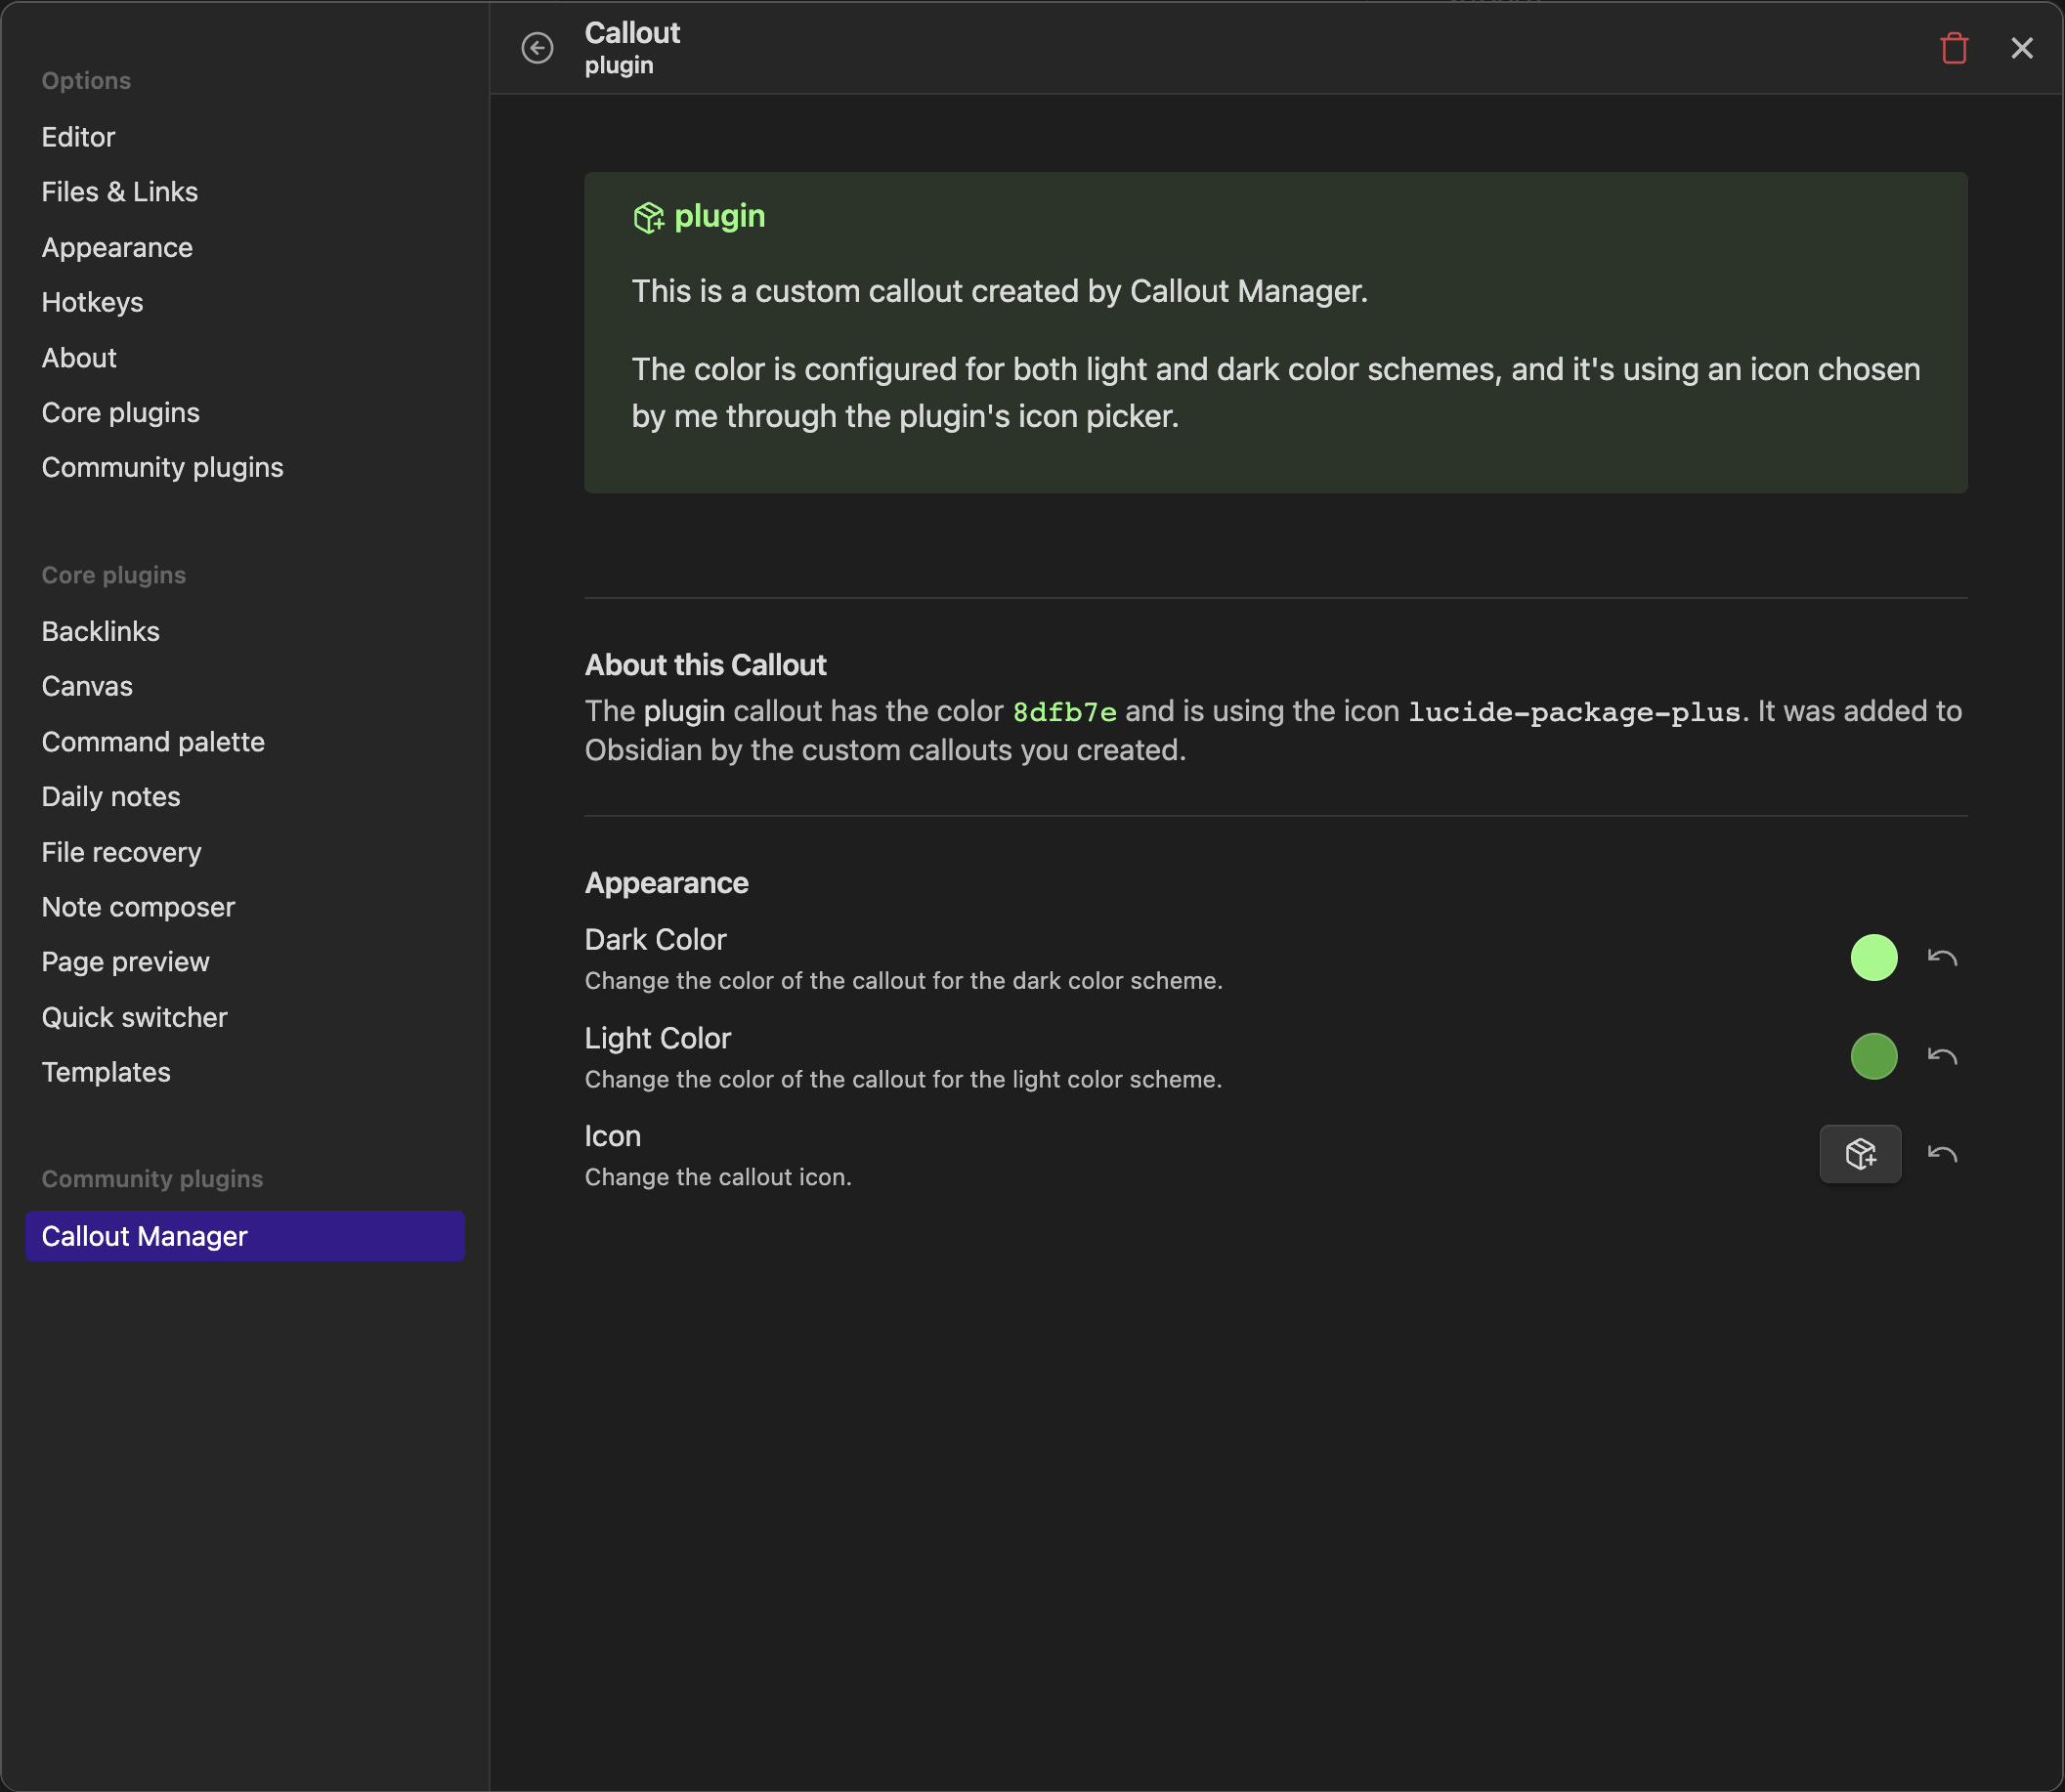 Options
Editor
Files & Links
Appearance
Hotkeys
About
Core plugins
Community plugins
Core plugins
Backlinks
Canvas
Command palette
Daily notes
File recovery
Note composer
Page preview
Quick switcher
Templates
Community plugins
Callout Manager
Callout
plugin
plugin
This is a custom callout created by Callout Manager.
The color is configured for both light and dark color schemes, and it's using an icon chosen
by me through the plugin's icon picker.
About this Callout
The plugin callout has the color 8dfb7e and is using the icon lucide-package-plus. It was added to
Obsidian by the custom callouts you created.
Appearance
Dark Color
Change the color of the callout for the dark color scheme.
Light Color
Change the color of the callout for the light color scheme.
Icon
Change the callout icon.